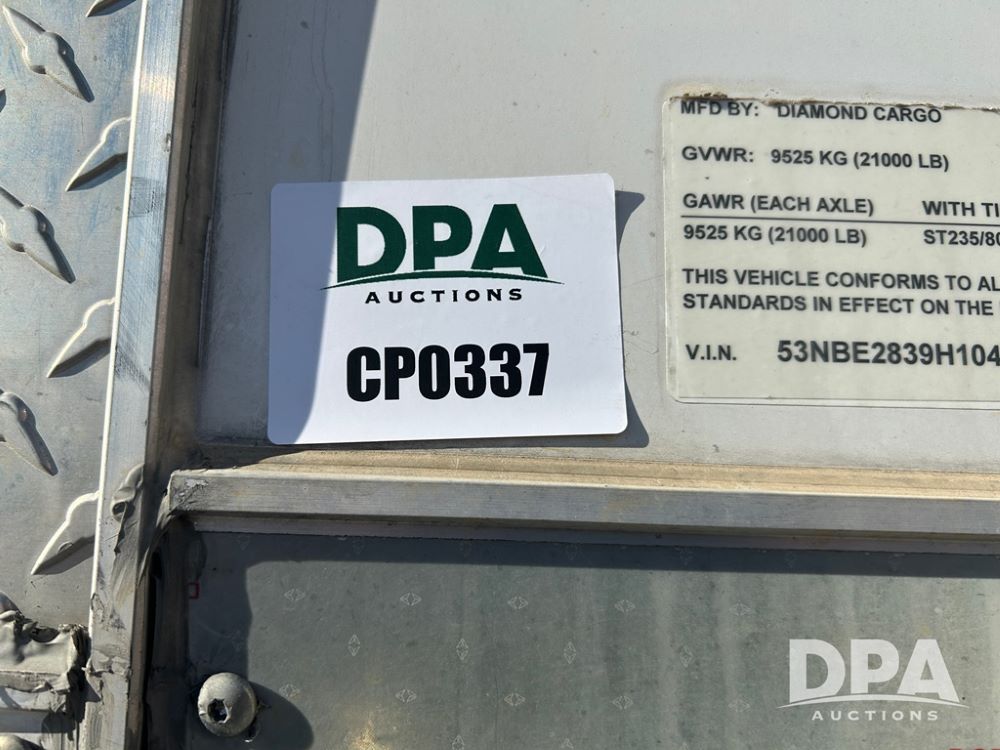 DPA
AUCTIONS
CP0337
MFD BY: DIAMOND CARGO
GVWR: 9525 KG (21000 LB)
GAWR (EACH AXLE) WITH TI
9525 KG (21000 LB) ST235/80
THIS VEHICLE CONFORMS TO AL
STANDARDS IN EFFECT ON THE
V.I.N. 53NBE2839H104
DPA
AUCTIONS